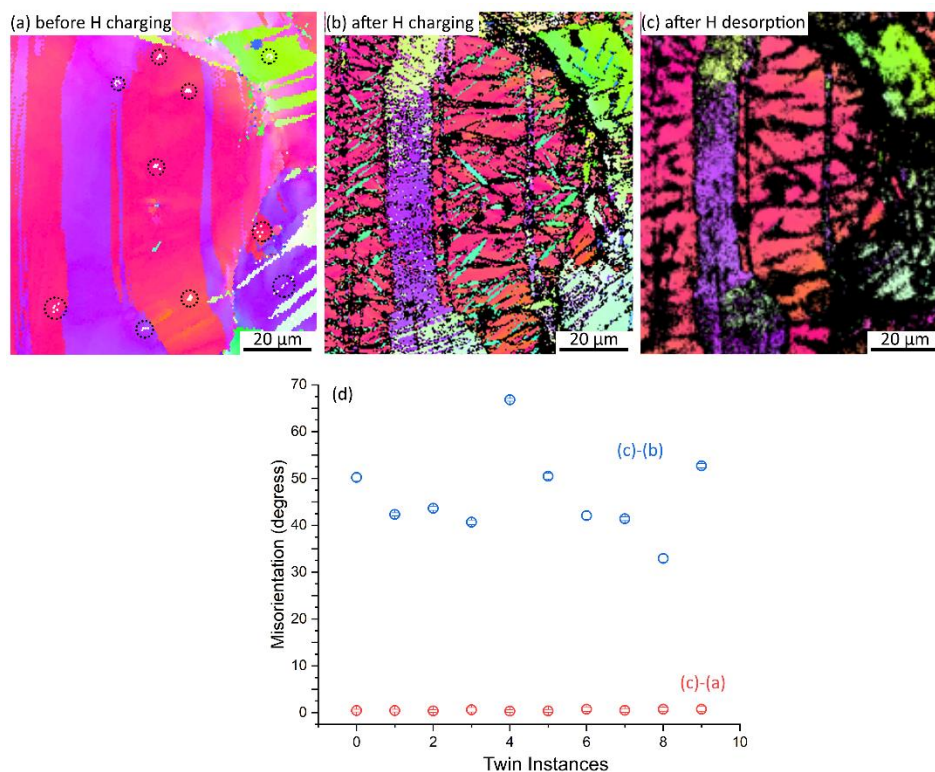 (a) before H charging
(b) after H charging
(c) after H desorption
20 µm
20 µm
20 µm
(d)
70
60
50
40
30
20
10
0
Misorientation (degree)
(c)-(b)
(c)-(a)
0
2
4
6
8
10
Twin Instances